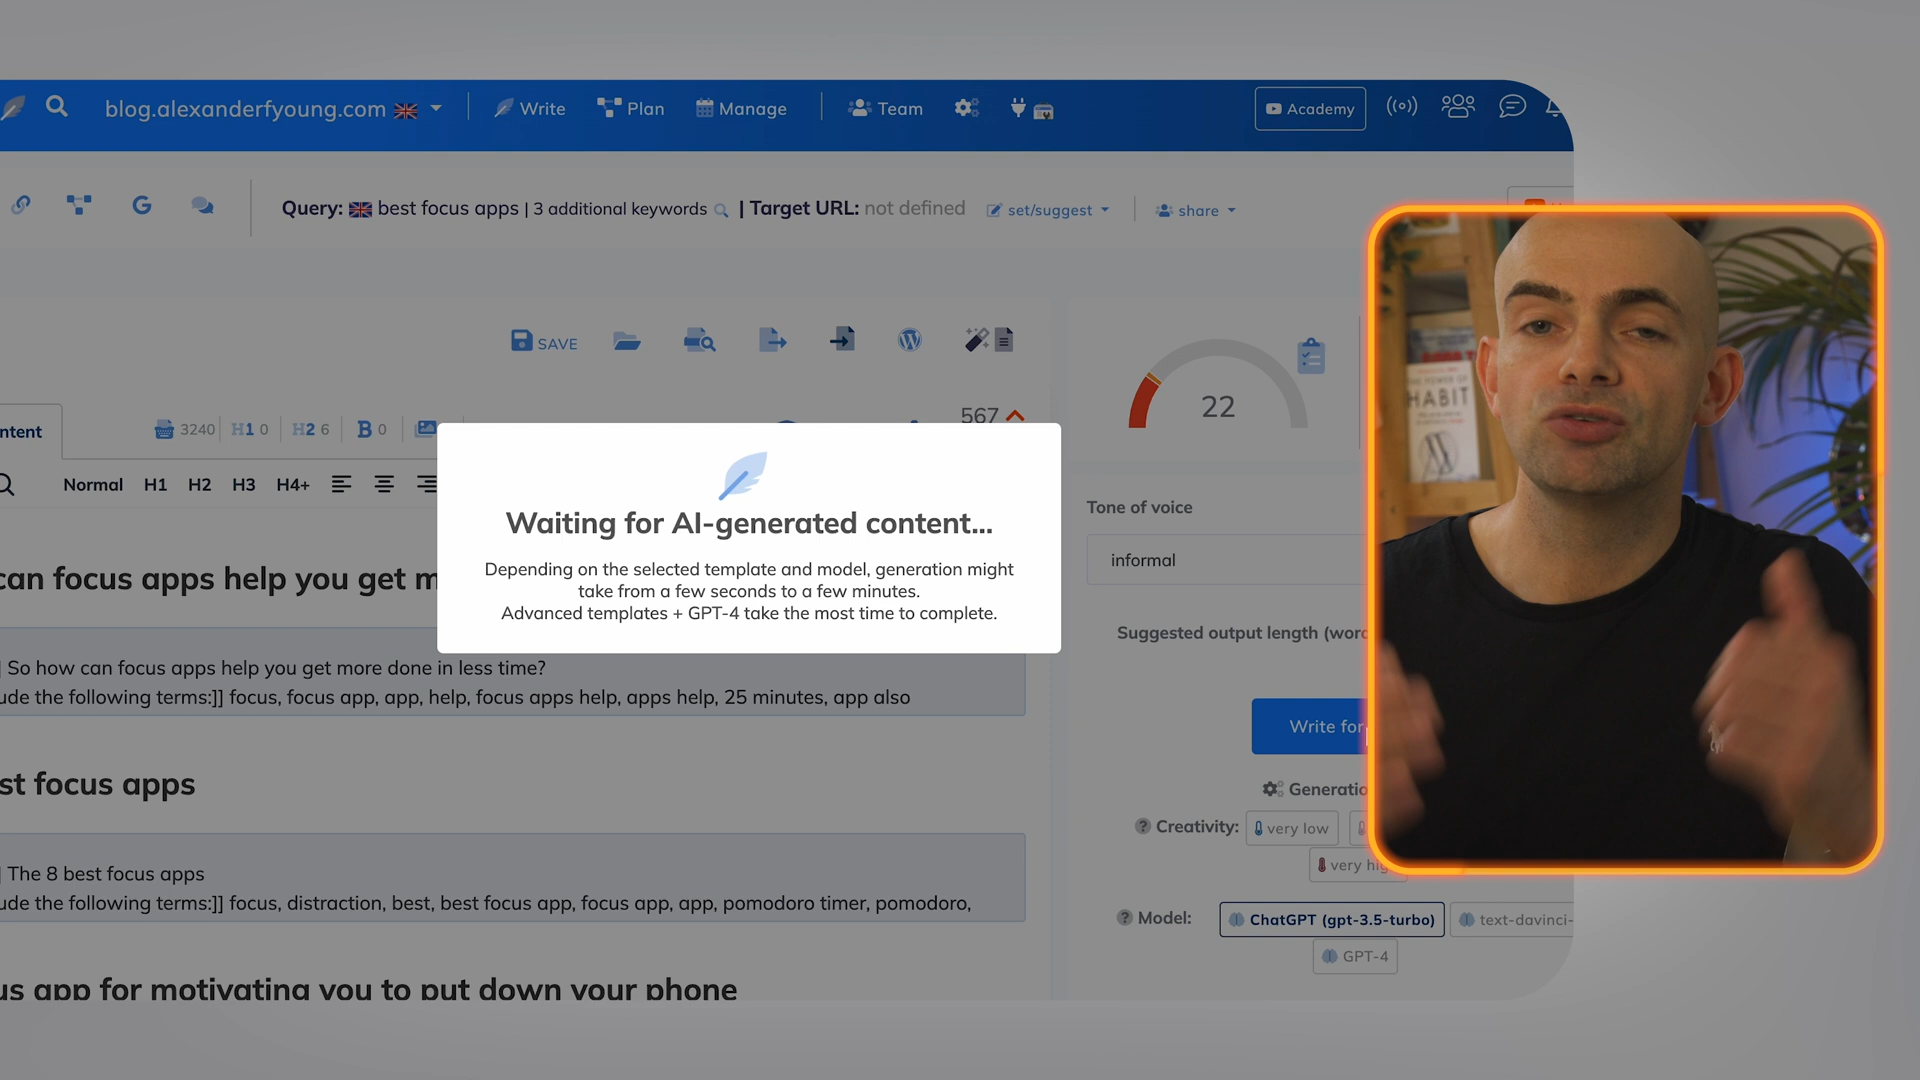 blog.alexanderfyoung.com
Write
Plan
Manage
Team
Academy
Query: best focus apps | 3 additional keywords | Target URL: not defined
set/suggest
share
SAVE
22
567
ntent
3240
H1 0
H2 6
B 0
Normal H1 H2 H3 H4+
Waiting for AI-generated content...
Depending on the selected template and model, generation might
take from a few seconds to a few minutes.
Advanced templates + GPT-4 take the most time to complete.
Tone of voice
informal
can focus apps help you get m
Suggested output length (word
So how can focus apps help you get more done in less time?
ude the following terms:]] focus, focus app, app, help, focus apps help, apps help, 25 minutes, app also
Write for
st focus apps
Generatio
Creativity:
very low
very hig
The 8 best focus apps
ude the following terms:]] focus, distraction, best, best focus app, focus app, app, pomodoro timer, pomodoro,
Model:
ChatGPT (gpt-3.5-turbo)
text-davinci-
GPT-4
us app for motivating you to put down your phone
THE POWER OF
HABIT